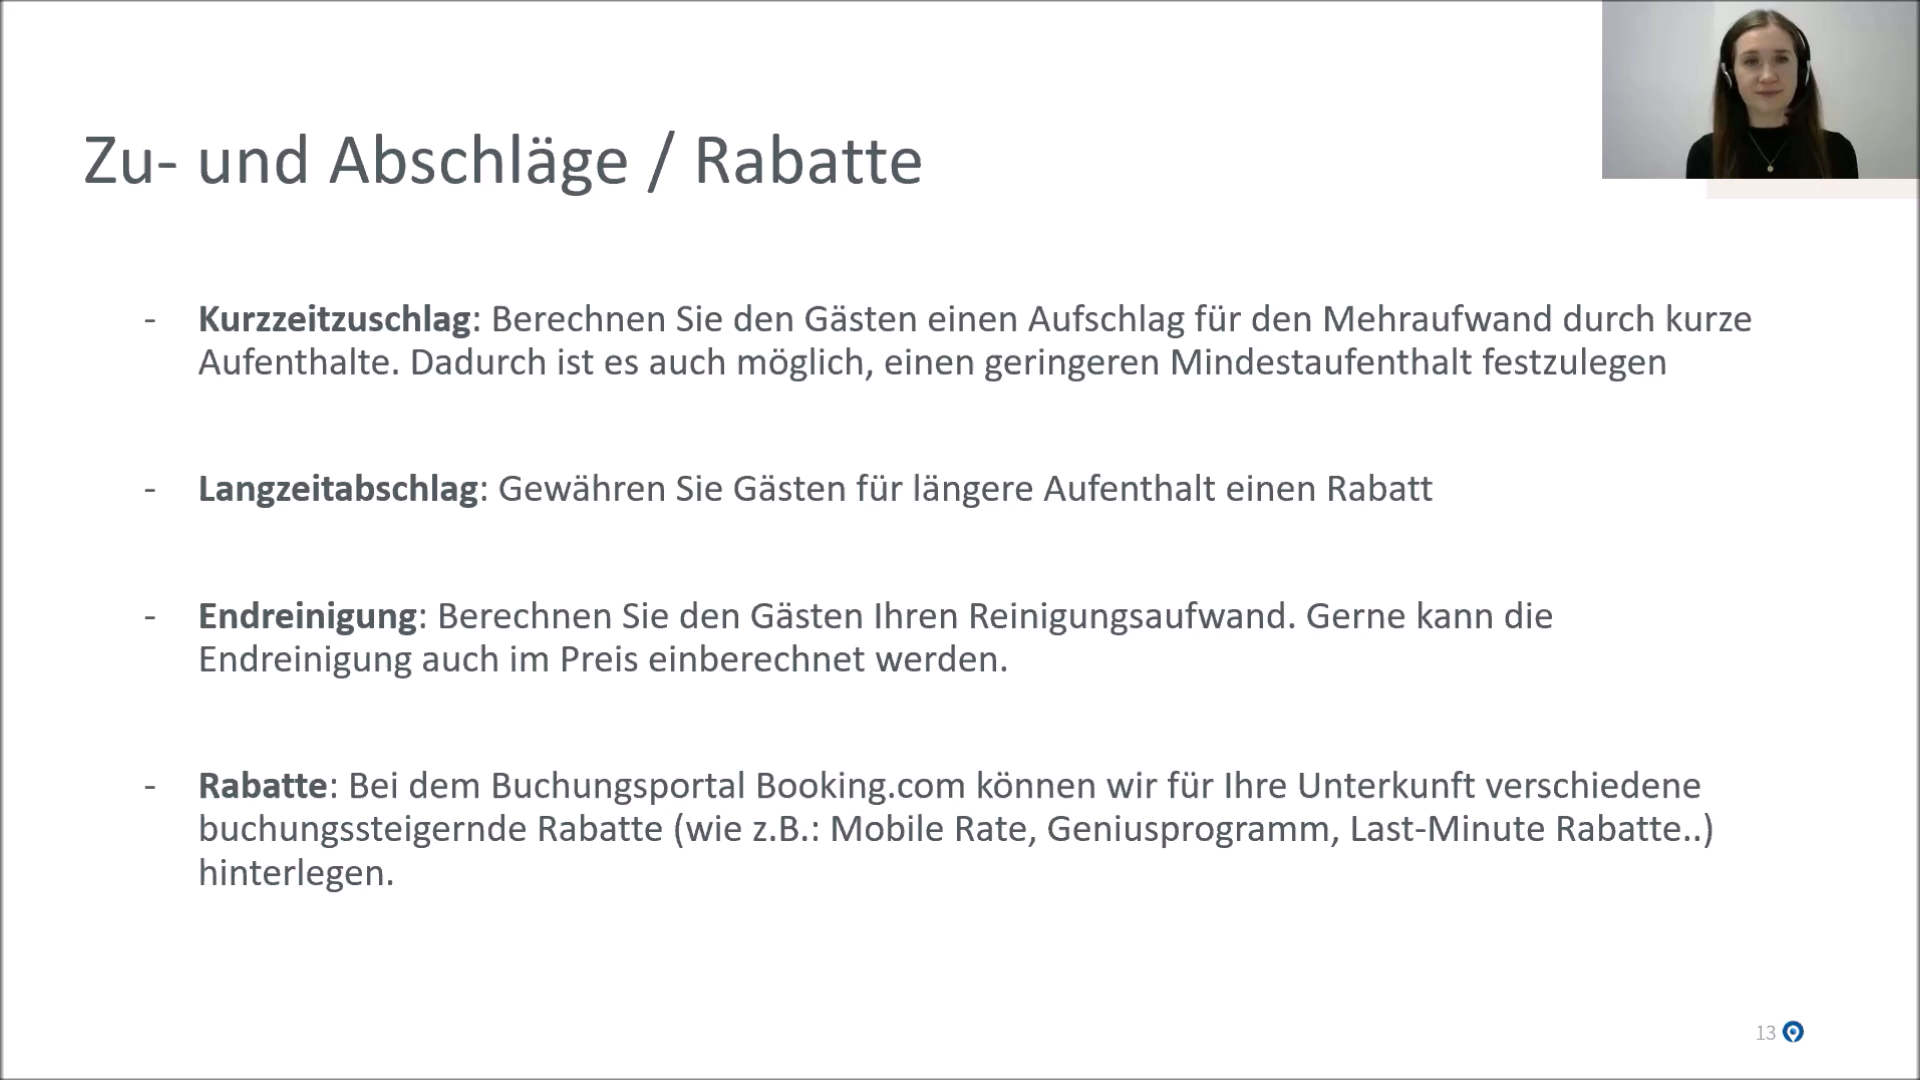 Zu- und Abschläge / Rabatte
- Kurzzeitzuschlag: Berechnen Sie den Gästen einen Aufschlag für den Mehraufwand durch kurze
Aufenthalte. Dadurch ist es auch möglich, einen geringeren Mindestaufenthalt festzulegen
- Langzeitabschlag: Gewähren Sie Gästen für längere Aufenthalt einen Rabatt
- Endreinigung: Berechnen Sie den Gästen Ihren Reinigungsaufwand. Gerne kann die
Endreinigung auch im Preis einberechnet werden.
- Rabatte: Bei dem Buchungsportal Booking.com können wir für Ihre Unterkunft verschiedene
buchungssteigernde Rabatte (wie z.B.: Mobile Rate, Geniusprogramm, Last-Minute Rabatte..)
hinterlegen.
13